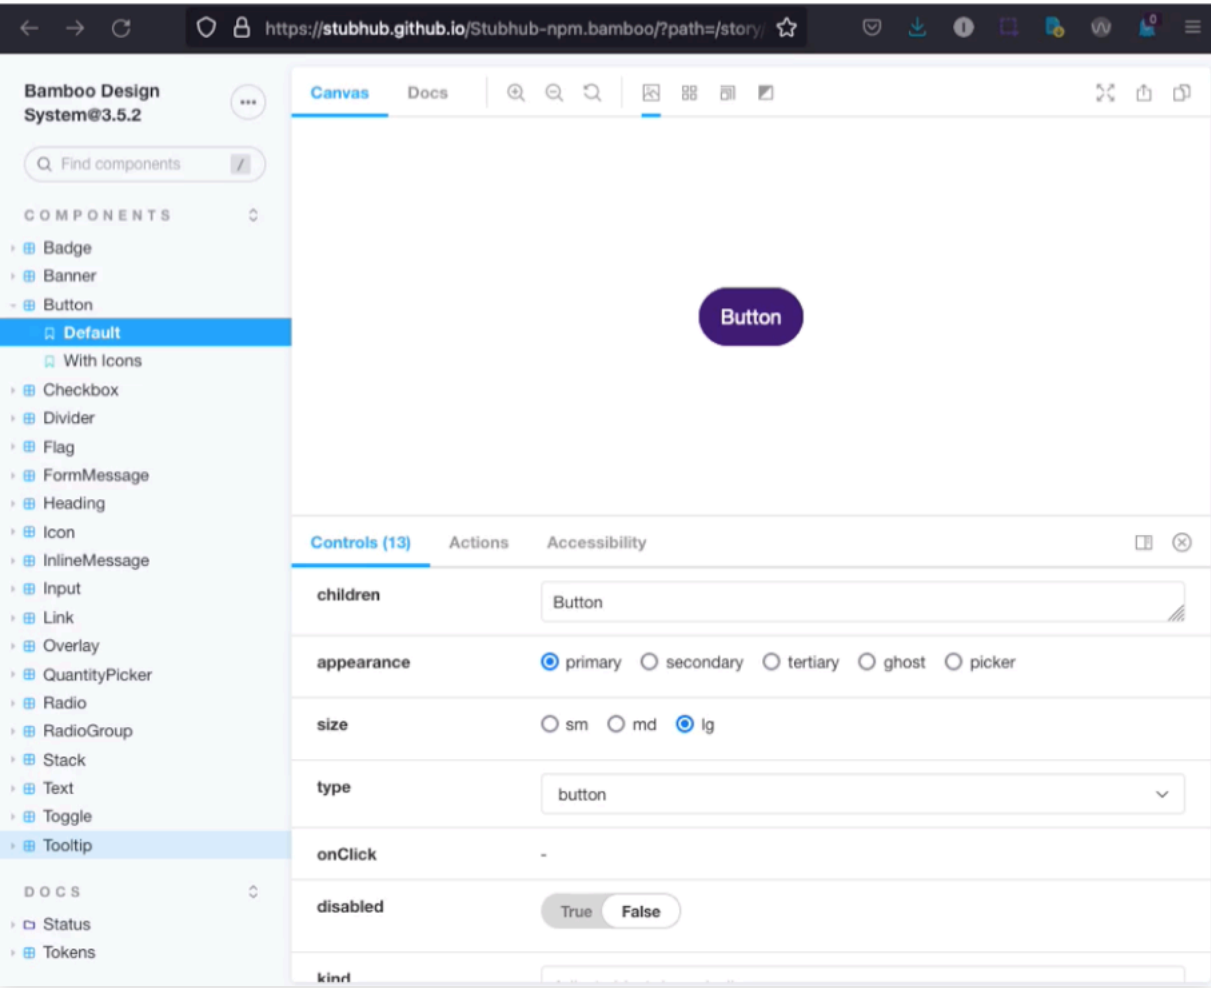 https://stubhub.github.io/Stubhub-npm.bamboo/?path=/story/
0
Bamboo Design
System@3.5.2
Find components /
COMPONENTS
Badge
Banner
Button
Default
With Icons
Checkbox
Divider
Flag
FormMessage
Heading
Icon
InlineMessage
Input
Link
Overlay
QuantityPicker
Radio
RadioGroup
Stack
Text
Toggle
Tooltip
DOCS
Status
Tokens
Canvas Docs
Button
Controls (13) Actions Accessibility
children Button
appearance primary secondary tertiary ghost picker
size sm md lg
type button
onClick -
disabled True False
kind